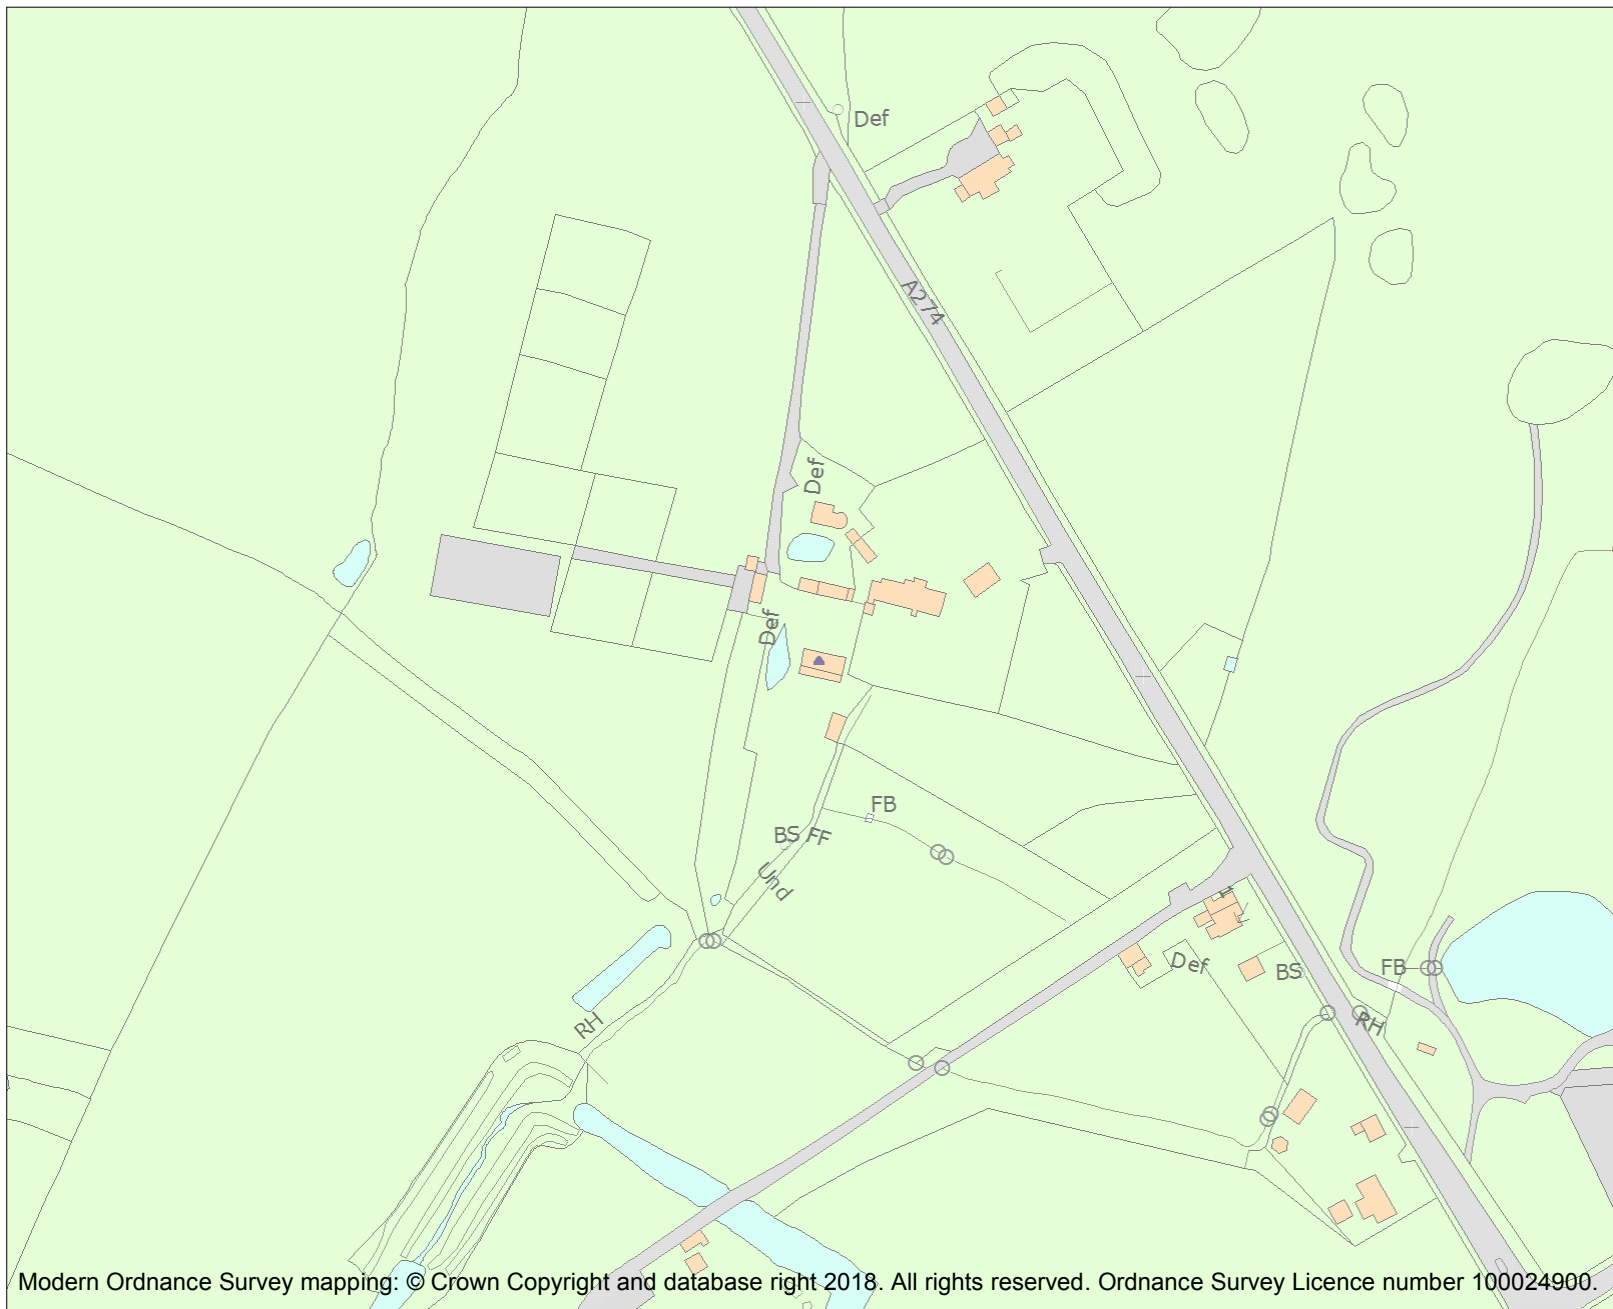 Def
A274
Def
Def
FB
BS FF
Und
Def
BS
FB
RH
RH
Modern Ordnance Survey mapping: © Crown Copyright and database right 2018. All rights reserved. Ordnance Survey Licence number 100024900.